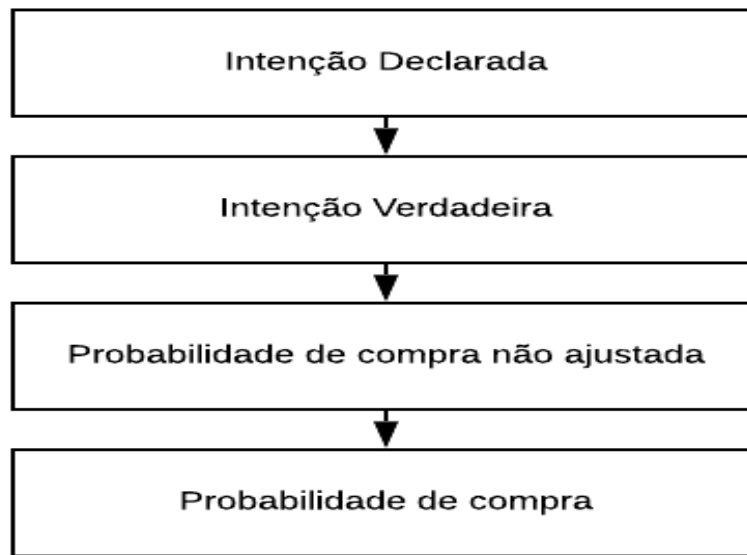 Intenção Declarada
Intenção Verdadeira
Probabilidade de compra não ajustada
Probabilidade de compra